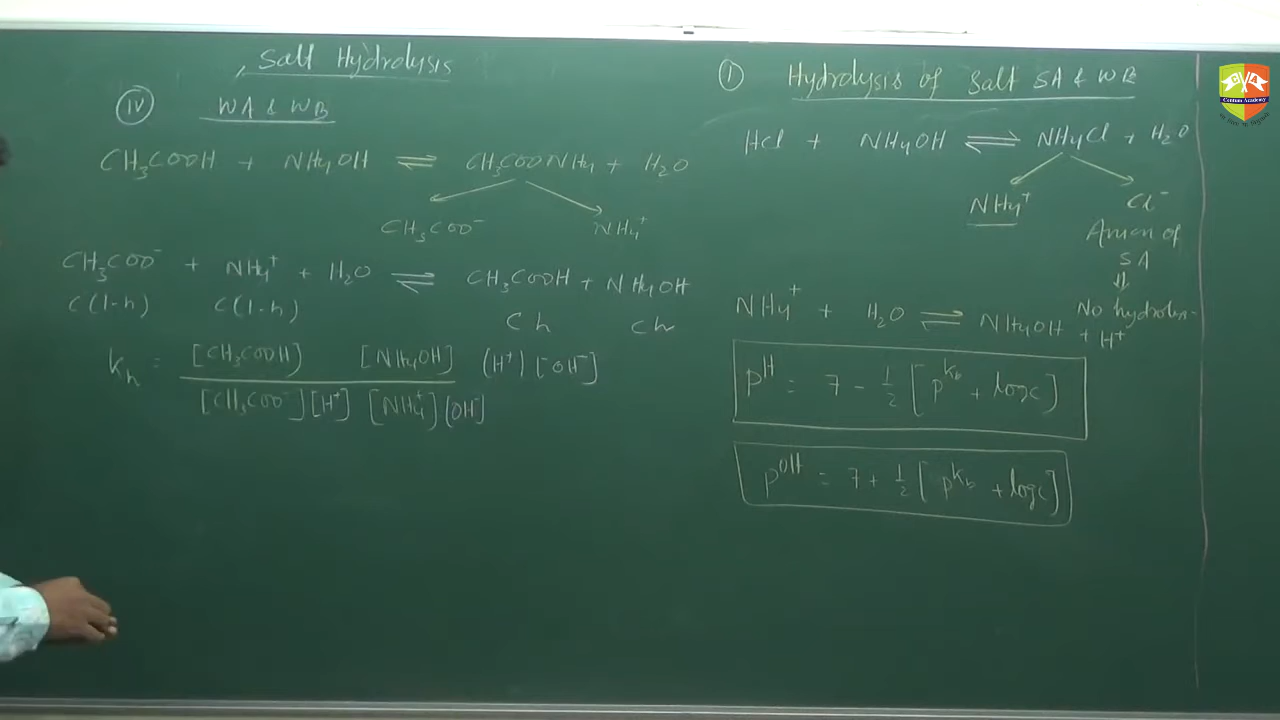 Salt Hydrolysis
(IV) WA & WB
CH₃COOH + NH₄OH ⇌ CH₃COONH₄ + H₂O
CH₃COO⁻ NH₄⁺
CH₃COO⁻ + NH₄⁺ + H₂O ⇌ CH₃COOH + NH₄OH
C(1-h) C(1-h) Ch Ch
Kh = [CH₃COOH] [NH₄OH] (H⁺) [OH⁻]
[CH₃COO⁻][H⁺] [NH₄⁺](OH⁻]
(1) Hydrolysis of Salt SA & WB
HCl + NH₄OH ⇌ NH₄Cl + H₂O
NH₄⁺ Cl⁻
Anion of
SA
⇓
No hydrolysis
NH₄⁺ + H₂O ⇌ NH₄OH + H⁺
pH = 7 - 1/2 [pKb + logc]
pOH = 7 + 1/2 [pKb + logc]
CA
Centum Academy